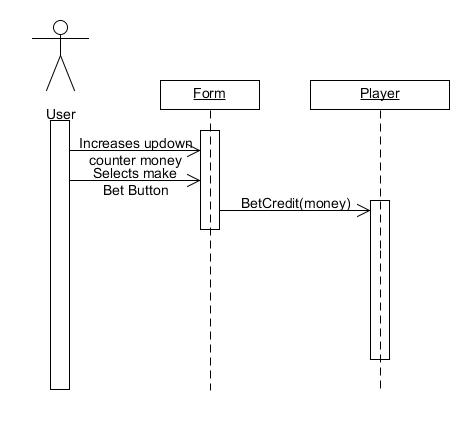 Form
Player
User
Increases updown
counter money
Selects make
Bet Button
BetCredit(money)